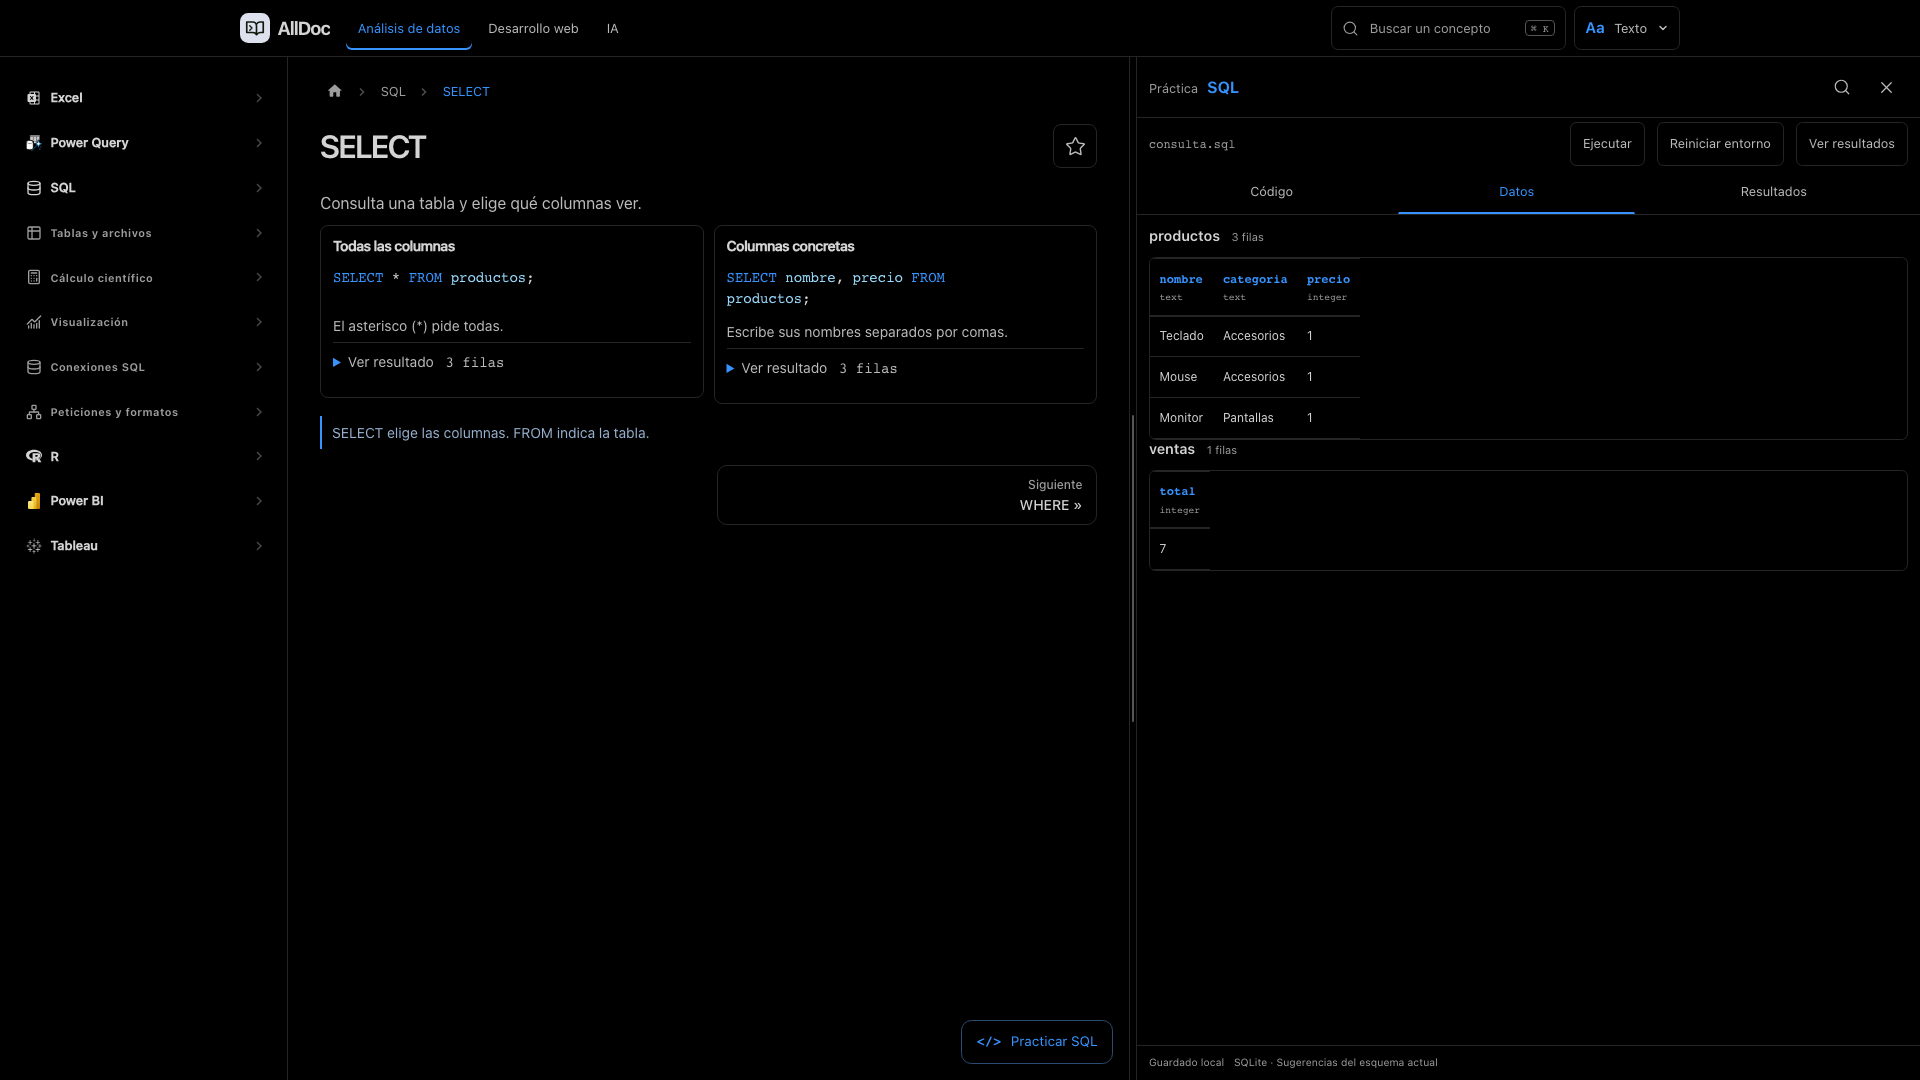 AllDoc
Análisis de datos
Desarrollo web
IA
Buscar un concepto
⌘ K
Aa Texto
Excel
Power Query
SQL
Tablas y archivos
Cálculo científico
Visualización
Conexiones SQL
Peticiones y formatos
R
Power BI
Tableau
SQL
SELECT
SELECT
Consulta una tabla y elige qué columnas ver.
Todas las columnas
SELECT * FROM productos;
El asterisco (*) pide todas.
Ver resultado 3 filas
Columnas concretas
SELECT nombre, precio FROM
productos;
Escribe sus nombres separados por comas.
Ver resultado 3 filas
SELECT elige las columnas. FROM indica la tabla.
Siguiente
WHERE »
</> Practicar SQL
Práctica SQL
consulta.sql
Ejecutar
Reiniciar entorno
Ver resultados
Código
Datos
Resultados
productos 3 filas
nombre categoria precio
text text integer
Teclado Accesorios 1
Mouse Accesorios 1
Monitor Pantallas 1
ventas 1 filas
total
integer
7
Guardado local SQLite · Sugerencias del esquema actual